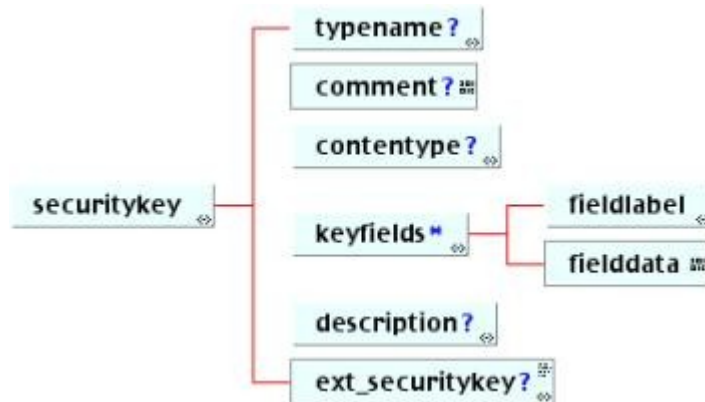 typename?
comment?
contentype?
securitykey
keyfields*
fieldlabel
fielddata
description?
ext_securitykey?